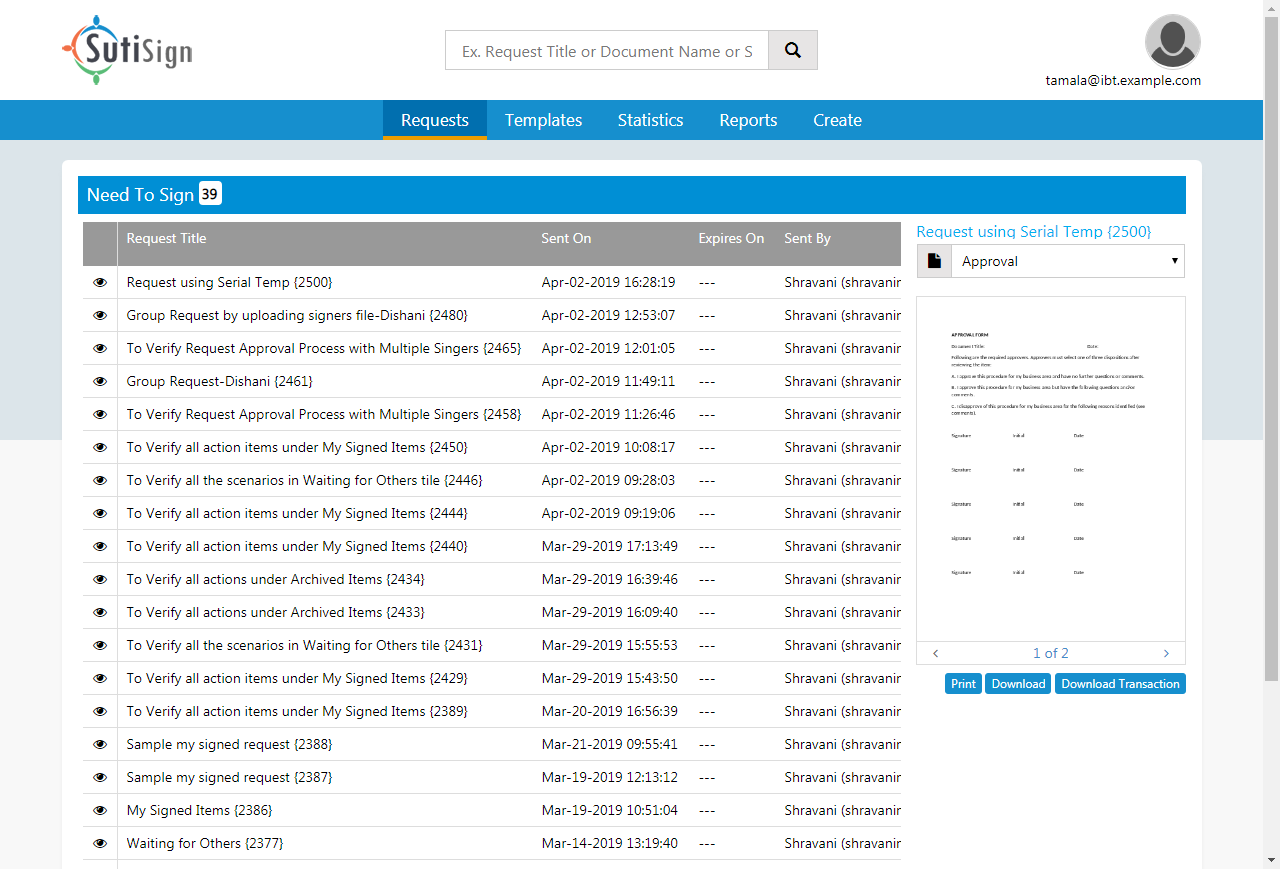 SutiSign
Ex. Request Title or Document Name or S
tamala@ibt.example.com
Requests Templates Statistics Reports Create
Need To Sign 39
Request Title Sent On Expires On Sent By
Request using Serial Temp {2500} Apr-02-2019 16:28:19 --- Shravani (shravanir
Group Request by uploading signers file-Dishani {2480} Apr-02-2019 12:53:07 --- Shravani (shravanir
To Verify Request Approval Process with Multiple Singers {2465} Apr-02-2019 12:01:05 --- Shravani (shravanir
Group Request-Dishani {2461} Apr-02-2019 11:49:11 --- Shravani (shravanir
To Verify Request Approval Process with Multiple Singers {2458} Apr-02-2019 11:26:46 --- Shravani (shravanir
To Verify all action items under My Signed Items {2450} Apr-02-2019 10:08:17 --- Shravani (shravanir
To Verify all the scenarios in Waiting for Others tile {2446} Apr-02-2019 09:28:03 --- Shravani (shravanir
To Verify all action items under My Signed Items {2444} Apr-02-2019 09:19:06 --- Shravani (shravanir
To Verify all action items under My Signed Items {2440} Mar-29-2019 17:13:49 --- Shravani (shravanir
To Verify all actions under Archived Items {2434} Mar-29-2019 16:39:46 --- Shravani (shravanir
To Verify all actions under Archived Items {2433} Mar-29-2019 16:09:40 --- Shravani (shravanir
To Verify all the scenarios in Waiting for Others tile {2431} Mar-29-2019 15:55:53 --- Shravani (shravanir
To Verify all action items under My Signed Items {2429} Mar-29-2019 15:43:50 --- Shravani (shravanir
To Verify all action items under My Signed Items {2389} Mar-20-2019 16:56:39 --- Shravani (shravanir
Sample my signed request {2388} Mar-21-2019 09:55:41 --- Shravani (shravanir
Sample my signed request {2387} Mar-19-2019 12:13:12 --- Shravani (shravanir
My Signed Items {2386} Mar-19-2019 10:51:04 --- Shravani (shravanir
Waiting for Others {2377} Mar-14-2019 13:19:40 --- Shravani (shravanir
Request using Serial Temp {2500}
Approval
APPROVAL FORM
Document Title: Date:
Following are the required approvers. Approvers must select one of three dispositions after
reviewing the item:
A. I approve this procedure for my business area and have no further questions or comments.
B. I approve this procedure for my business area but have the following questions and/or
comments.
C. I disapprove of this procedure for my business area for the following reasons identified (see
comments).
Signature Initial Date
Signature Initial Date
Signature Initial Date
Signature Initial Date
Signature Initial Date
1 of 2
Print Download Download Transaction